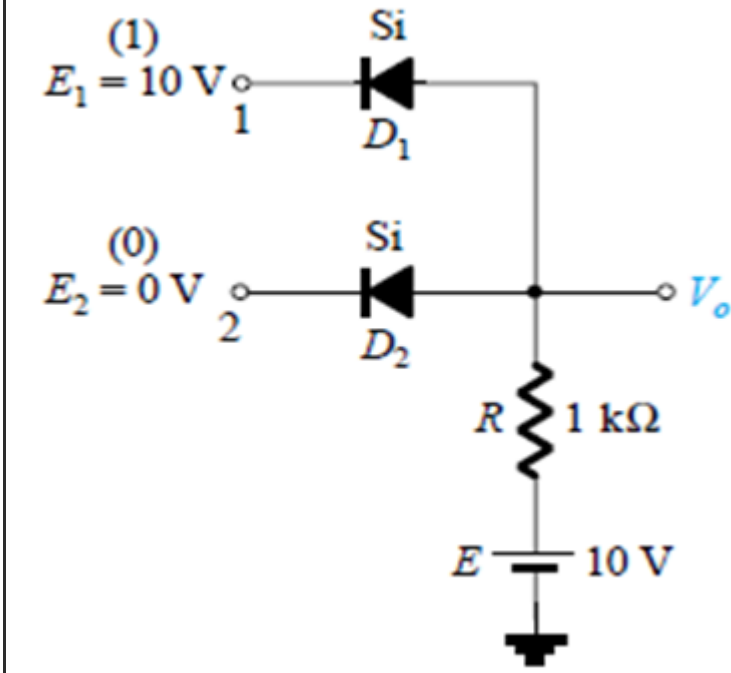 (1)
Si
E₁ = 10 V
1
D₁
(0)
Si
E₂ = 0 V
2
D₂
Vₒ
R
1 kΩ
E
10 V